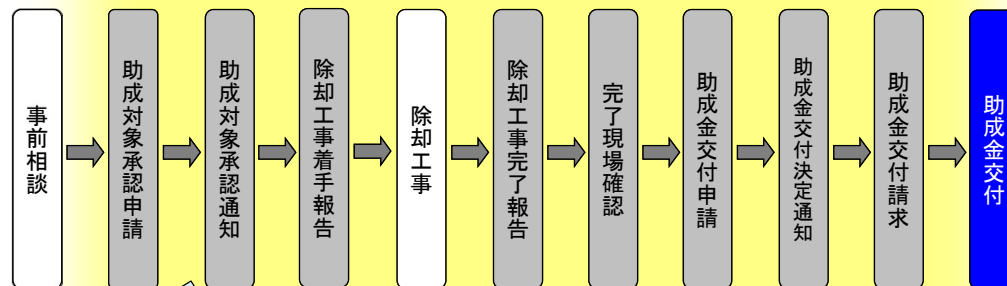 事前相談
助成対象承認申請
助成対象承認通知
除却工事着手報告
除却工事
除却工事完了報告
完了現場確認
助成金交付申請
助成金交付決定通知
助成金交付請求
助成金交付